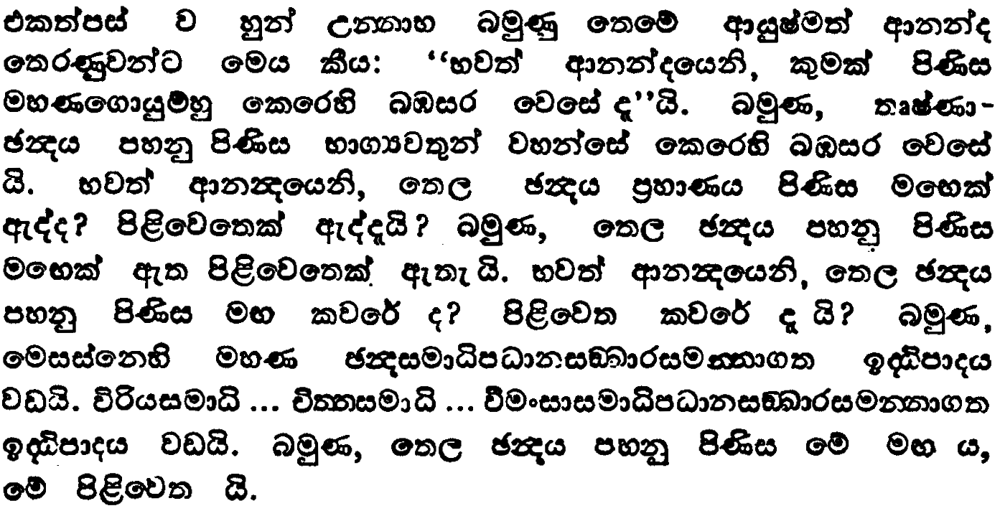 එකත්පස් ව හුන් උන්නාභ බමුණු තෙමේ ආයුෂ්මත් ආනන්ද
තෙරණුවන්ට මෙය කීය: “භවත් ආනන්දයෙනි, කුමක් පිණිස
මහණගොයුම්හු කෙරෙහි බඹසර වෙසේ දූ”යි. බමුණ, තෘෂ්ණා-
ඡන්‍දය පහනු පිණිස භාග්‍යවතුන් වහන්සේ කෙරෙහි බඹසර වෙසේ
යි. භවත් ආනන්‍දයෙනි, තෙල ඡන්‍දය ප්‍රහාණය පිණිස මඟෙක්
ඇද්ද? පිළිවෙතෙක් ඇද්දූයි? බමුණ, තෙල ඡන්‍දය පහනු පිණිස
මඟෙක් ඇත පිළිවෙතෙක් ඇතැ යි. භවත් ආනන්‍දයෙනි, තෙල ඡන්‍දය
පහනු පිණිස මඟ කවරේ ද? පිළිවෙත කවරේ දූ යි? බමුණ,
මෙසස්නෙහි මහණ ඡන්‍දසමාධිපධානසඞ්ඛාරසමන්නාගත ඉද්ධිපාදය
වඩයි. විරියසමාධි ... චිත්තසමාධි ... වීමංසාසමාධිපධානසඞ්ඛාරසමන්නාගත
ඉද්ධිපාදය වඩයි. බමුණ, තෙල ඡන්‍දය පහනු පිණිස මේ මඟ ය,
මේ පිළිවෙත යි.